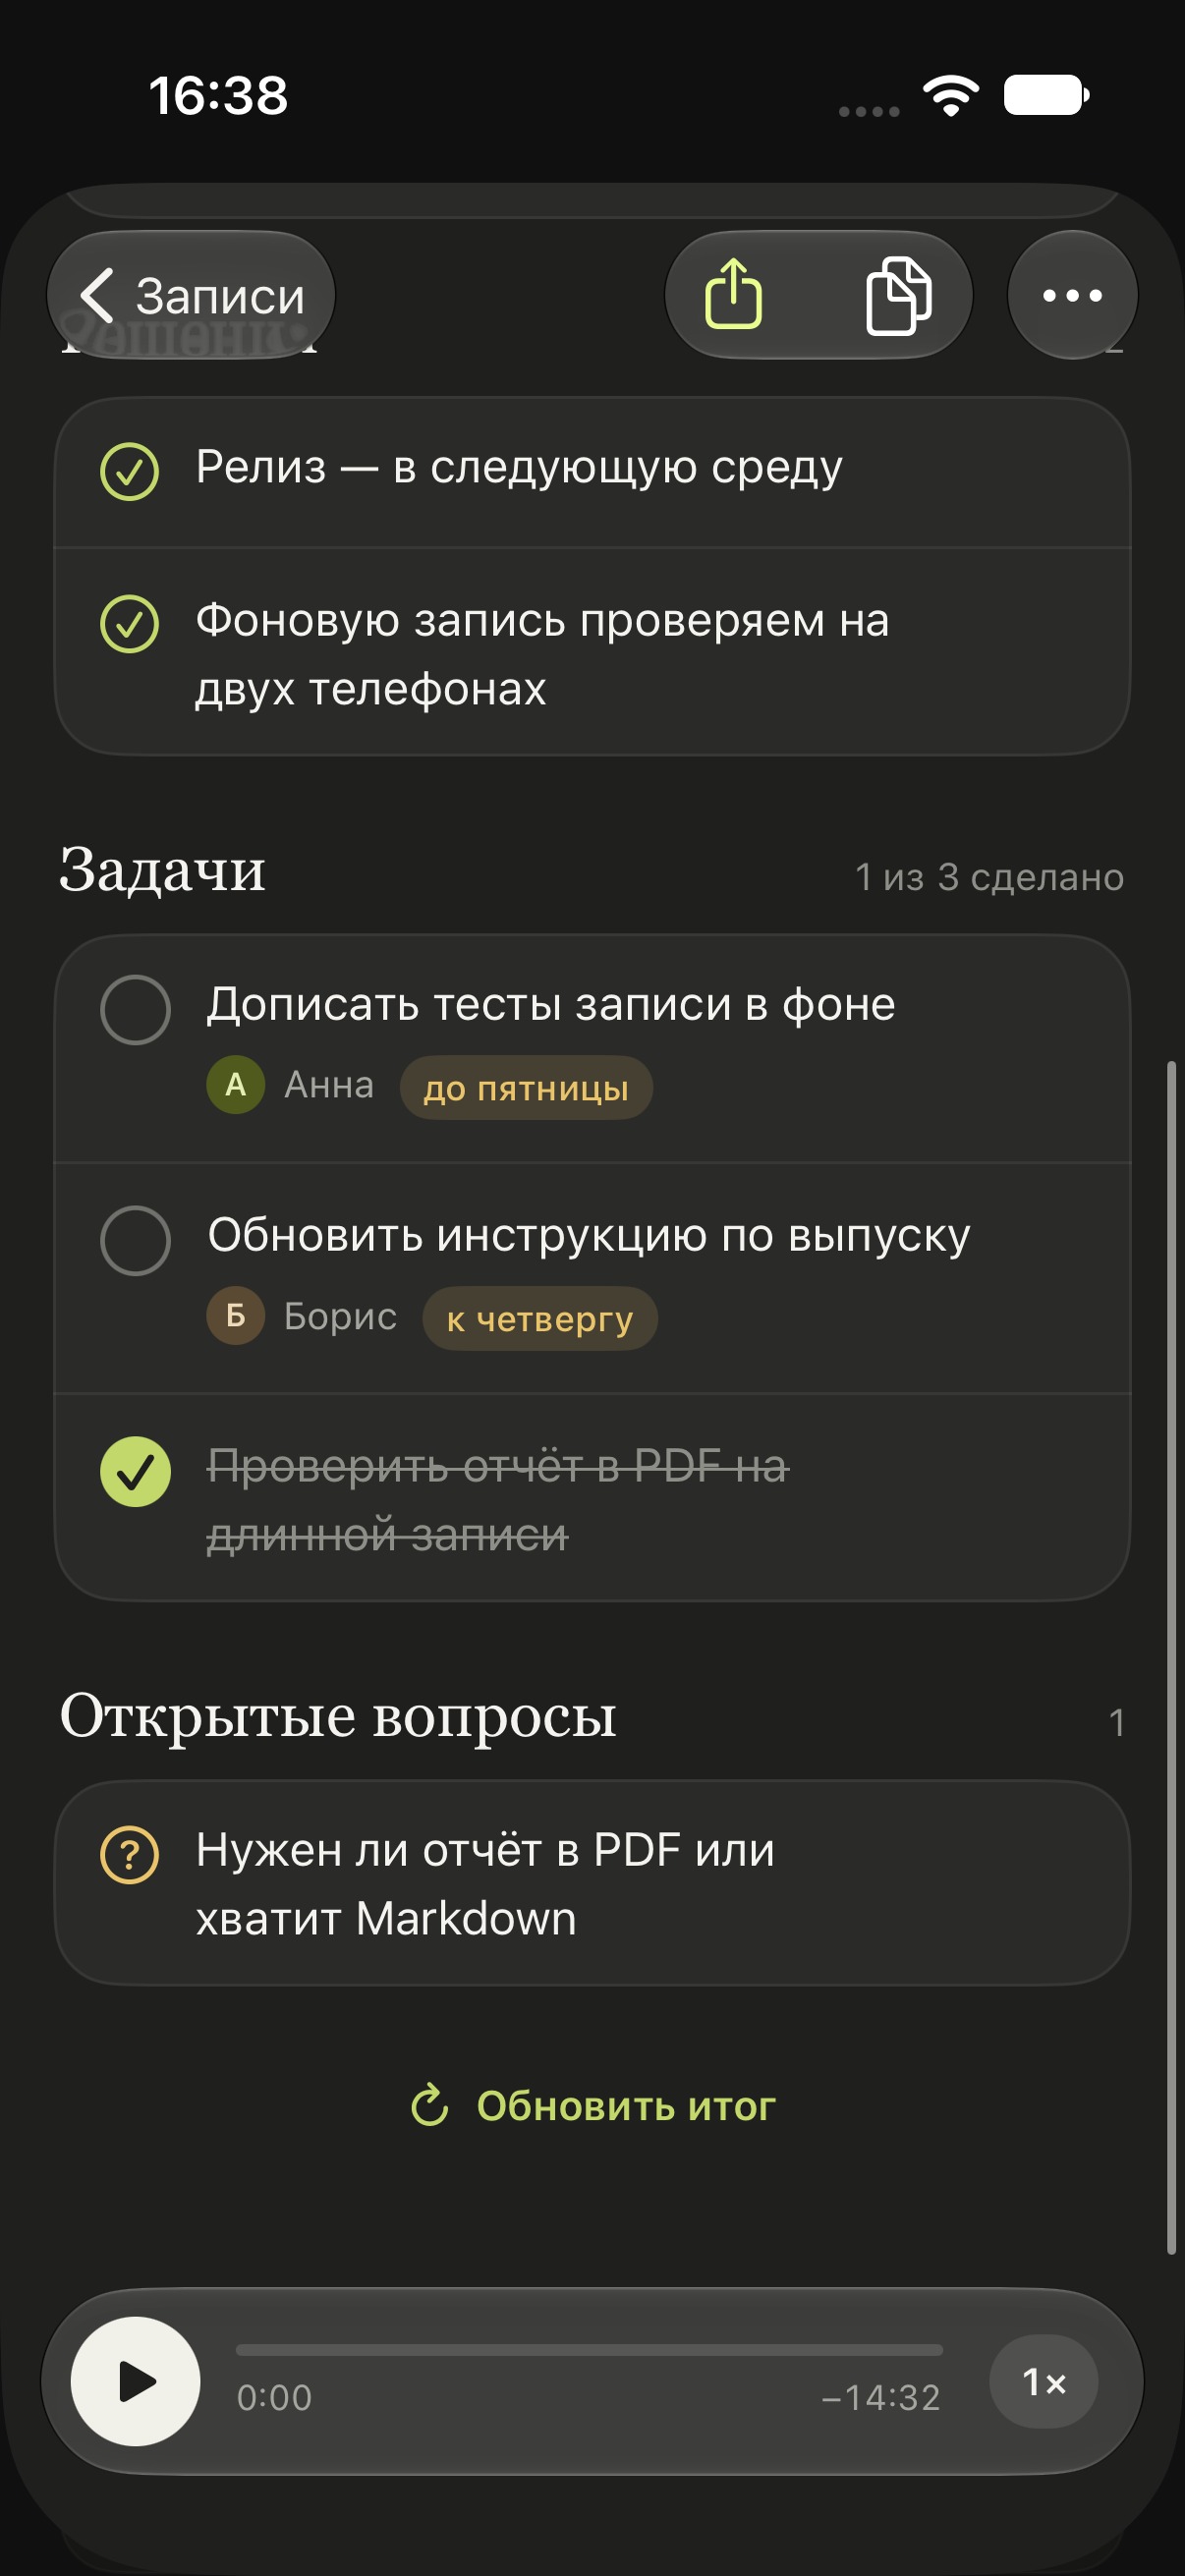 16:38
Записи
Релиз — в следующую среду
Фоновую запись проверяем на
двух телефонах
Задачи
1 из 3 сделано
Дописать тесты записи в фоне
А Анна до пятницы
Обновить инструкцию по выпуску
Б Борис к четвергу
Проверить отчёт в PDF на
длинной записи
Открытые вопросы
1
Нужен ли отчёт в PDF или
хватит Markdown
Обновить итог
0:00
−14:32
1×